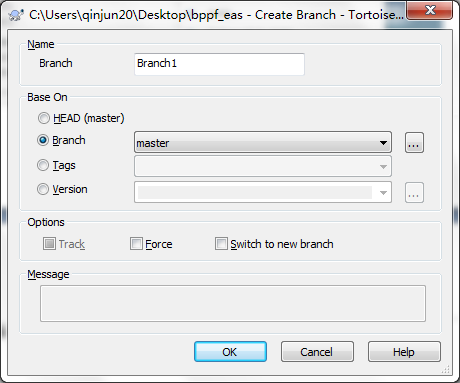 C:\Users\qinjun20\Desktop\bppf_eas - Create Branch - Tortoise...
Name
Branch Branch1
Base On
HEAD (master)
Branch master ...
Tags
Version ...
Options
Track Force Switch to new branch
Message
OK Cancel Help